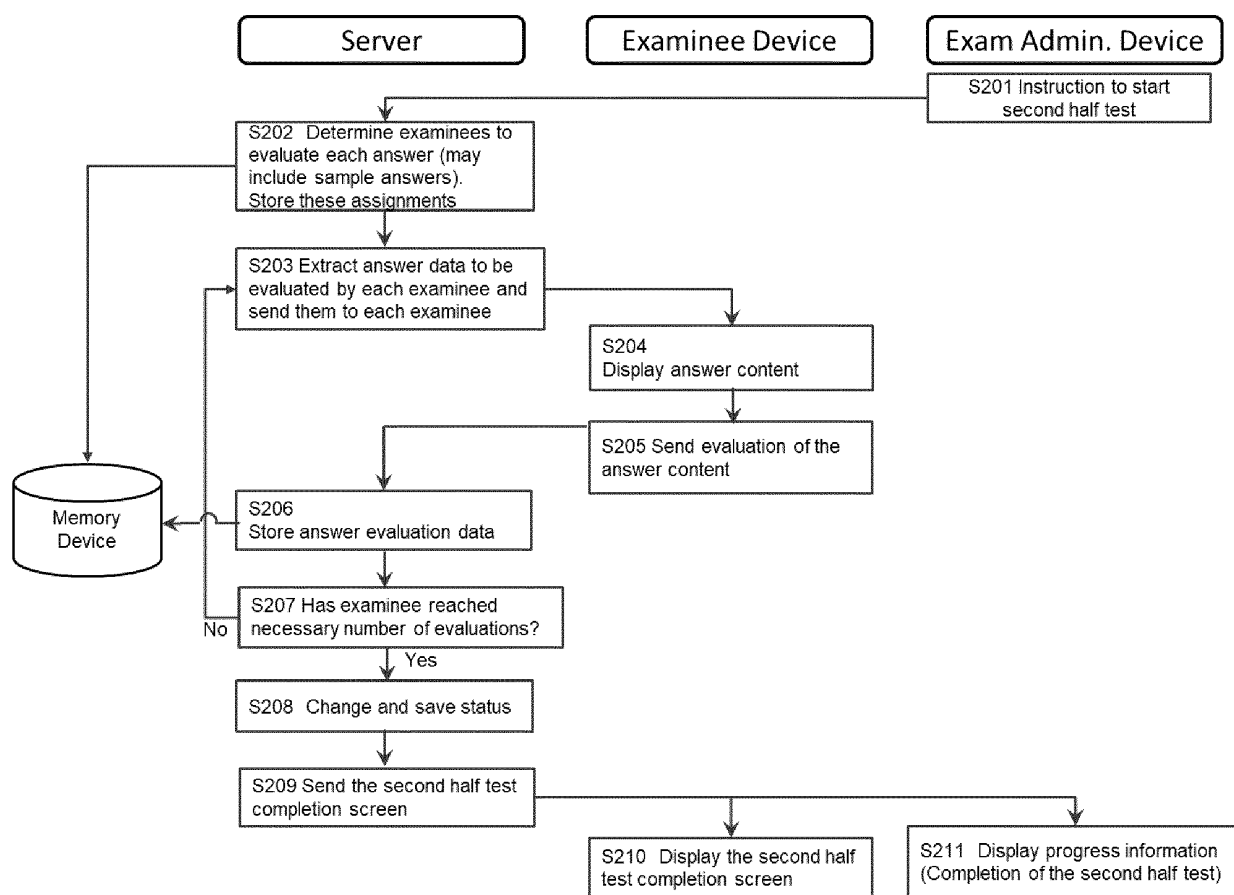 Server
Examinee Device
Exam Admin. Device
S201 Instruction to start
second half test
S202 Determine examinees to
evaluate each answer (may
include sample answers).
Store these assignments
S203 Extract answer data to be
evaluated by each examinee and
send them to each examinee
S204
Display answer content
S205 Send evaluation of the
answer content
Memory
Device
S206
Store answer evaluation data
S207 Has examinee reached
necessary number of evaluations?
No
Yes
S208 Change and save status
S209 Send the second half test
completion screen
S210 Display the second half
test completion screen
S211 Display progress information
(Completion of the second half test)